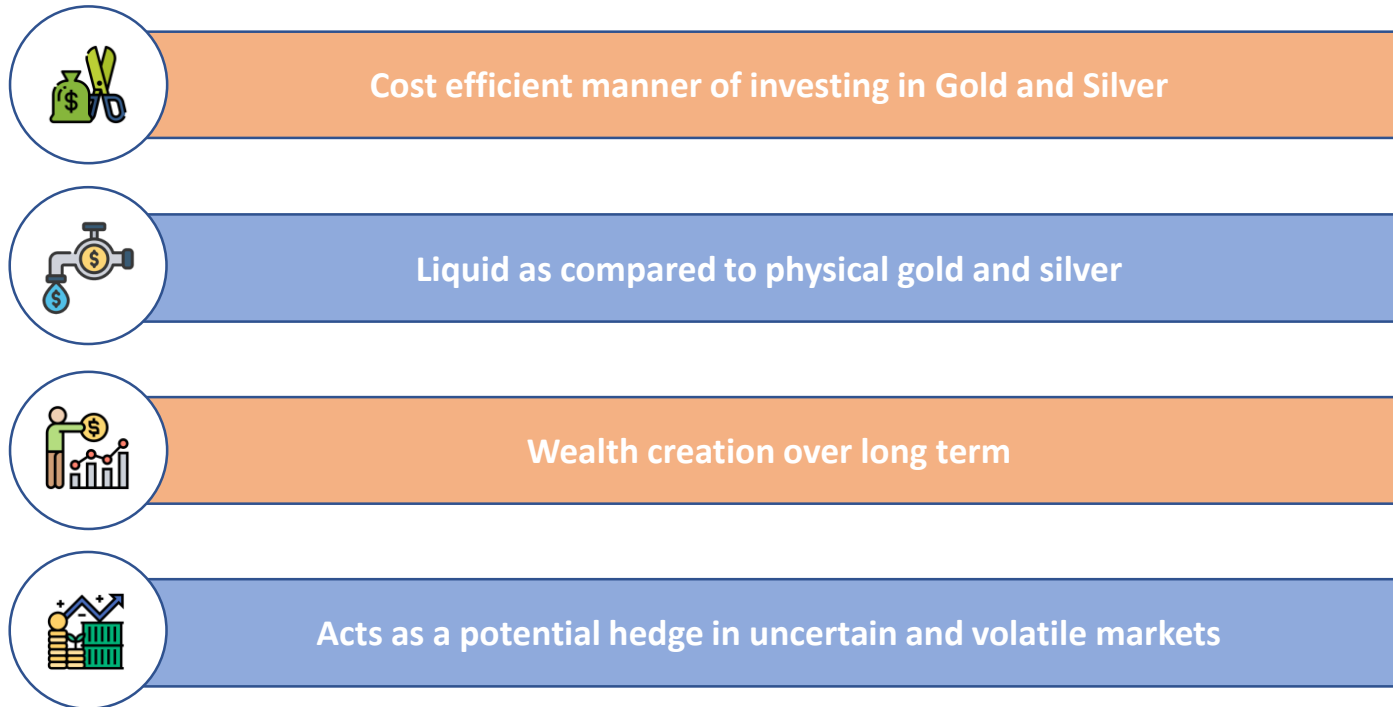 Cost efficient manner of investing in Gold and Silver
Liquid as compared to physical gold and silver
Wealth creation over long term
Acts as a potential hedge in uncertain and volatile markets